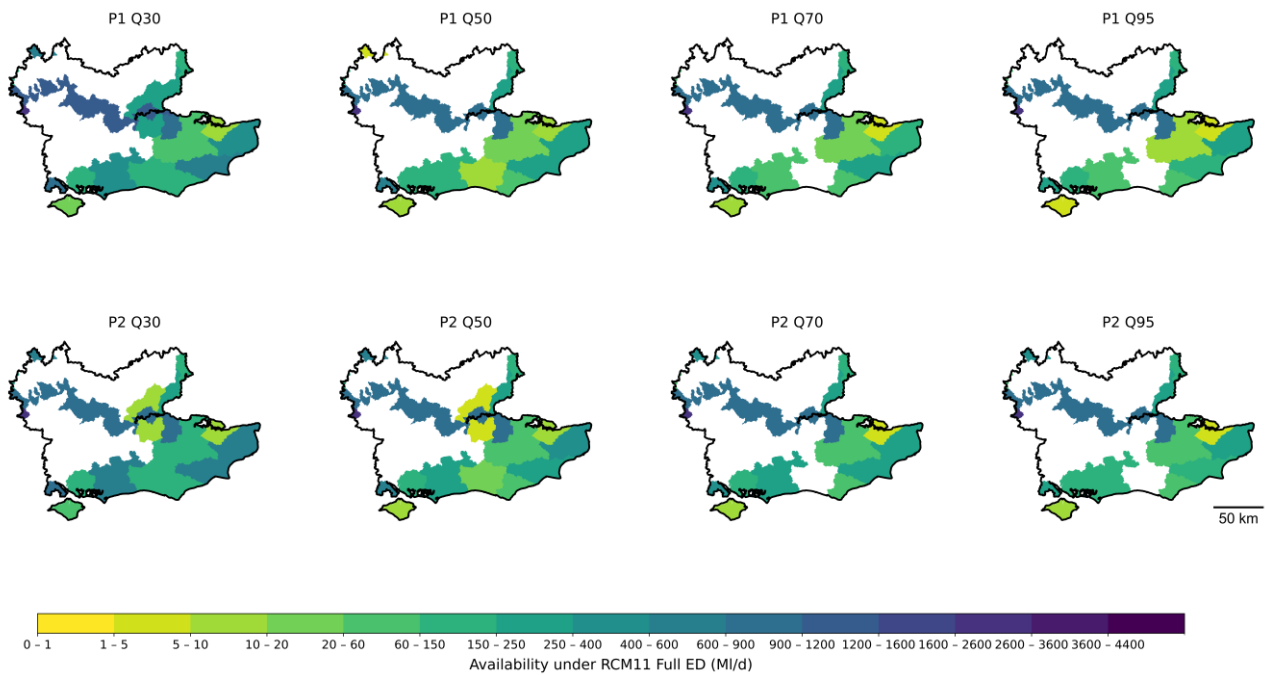 P1 Q30
P1 Q50
P1 Q70
P1 Q95
P2 Q30
P2 Q50
P2 Q70
P2 Q95
50 km
0 – 1
1 – 5
5 – 10
10 – 20
20 – 60
60 – 150
150 – 250
250 – 400
400 – 600
600 – 900
900 – 1200
1200 – 1600
1600 – 2600
2600 – 3600
3600 – 4400
Availability under RCM11 Full ED (Ml/d)